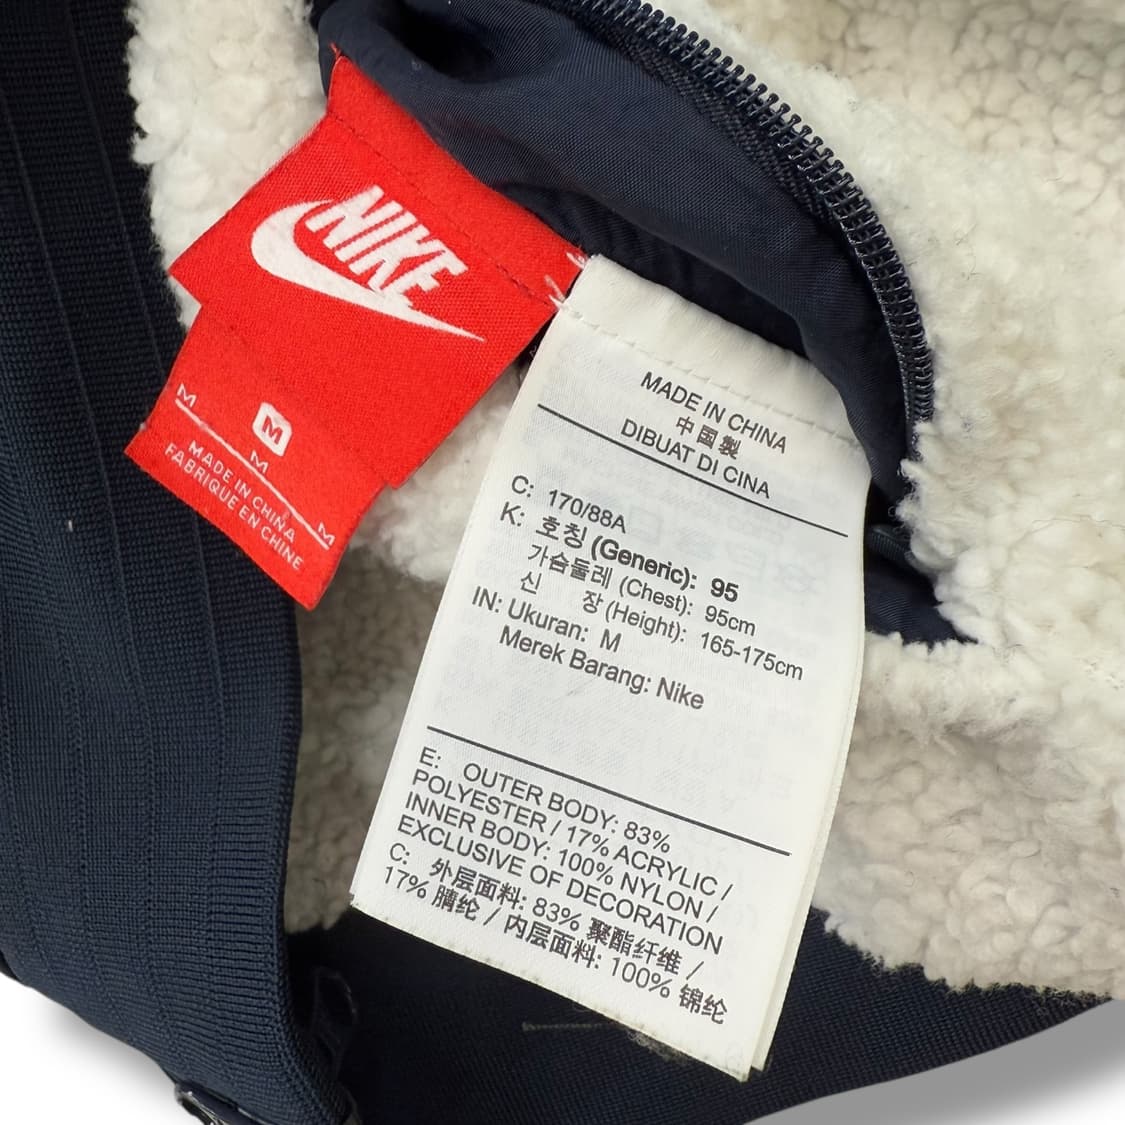 NIKE
M
M M M
MADE IN CHINA
FABRIQUE EN CHINE
MADE IN CHINA
中国製
DIBUAT DI CINA
C: 170/88A
K: 호칭 (Generic): 95
가슴둘레 (Chest): 95cm
신 장 (Height): 165-175cm
IN: Ukuran: M
Merek Barang: Nike
E: OUTER BODY: 83%
POLYESTER / 17% ACRYLIC /
INNER BODY: 100% NYLON /
EXCLUSIVE OF DECORATION
C: 外层面料: 83% 聚酯纤维 /
17% 腈纶 / 内层面料: 100% 锦纶